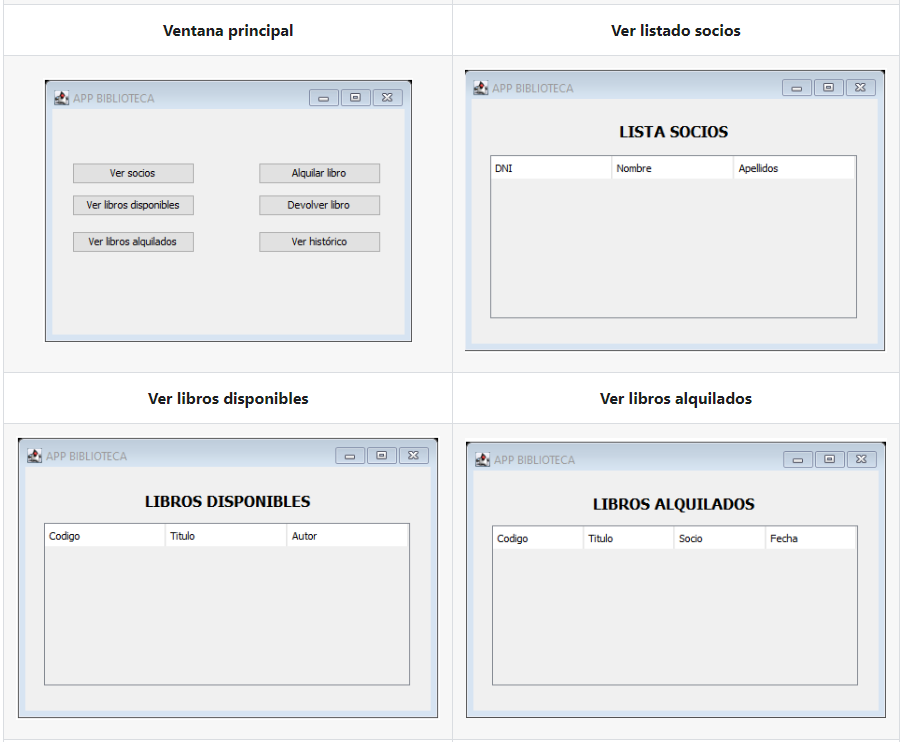 Ventana principal
Ver listado socios
APP BIBLIOTECA
Ver socios
Alquilar libro
Ver libros disponibles
Devolver libro
Ver libros alquilados
Ver histórico
APP BIBLIOTECA
LISTA SOCIOS
DNI Nombre Apellidos
Ver libros disponibles
Ver libros alquilados
APP BIBLIOTECA
LIBROS DISPONIBLES
Codigo Titulo Autor
APP BIBLIOTECA
LIBROS ALQUILADOS
Codigo Titulo Socio Fecha